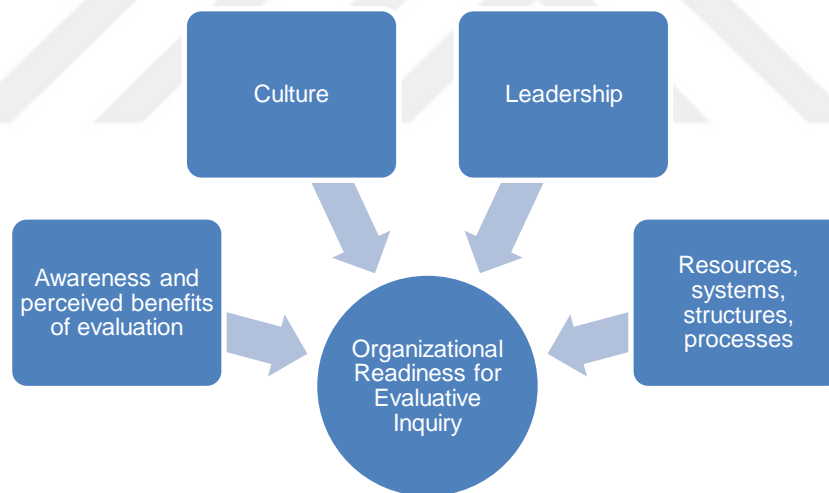 Culture
Leadership
Awareness and
perceived benefits
of evaluation
Resources,
systems,
structures,
processes
Organizational
Readiness for
Evaluative
Inquiry